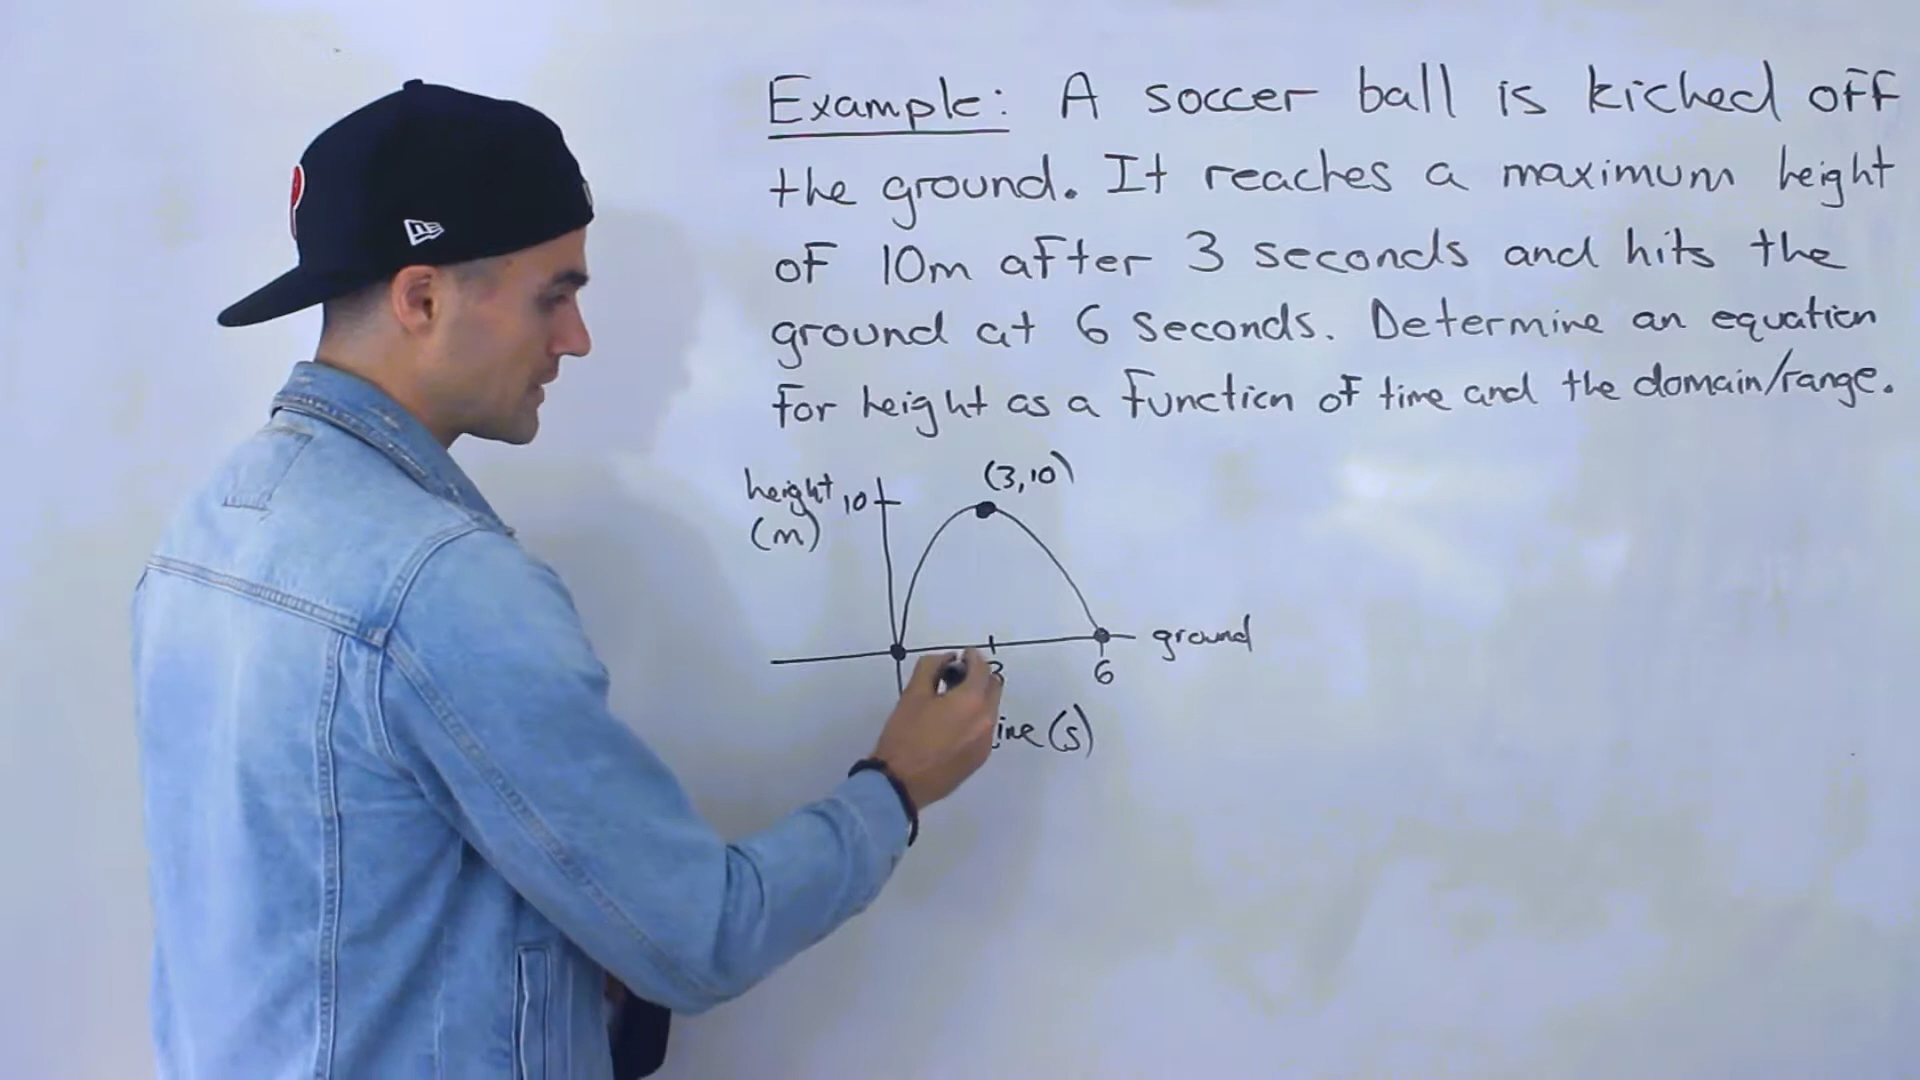 Example: A soccer ball is kicked off
the ground. It reaches a maximum height
of 10m after 3 seconds and hits the
ground at 6 seconds. Determine an equation
for height as a function of time and the domain/range.
height
(m)
10
(3,10)
ground
3
6
(s)